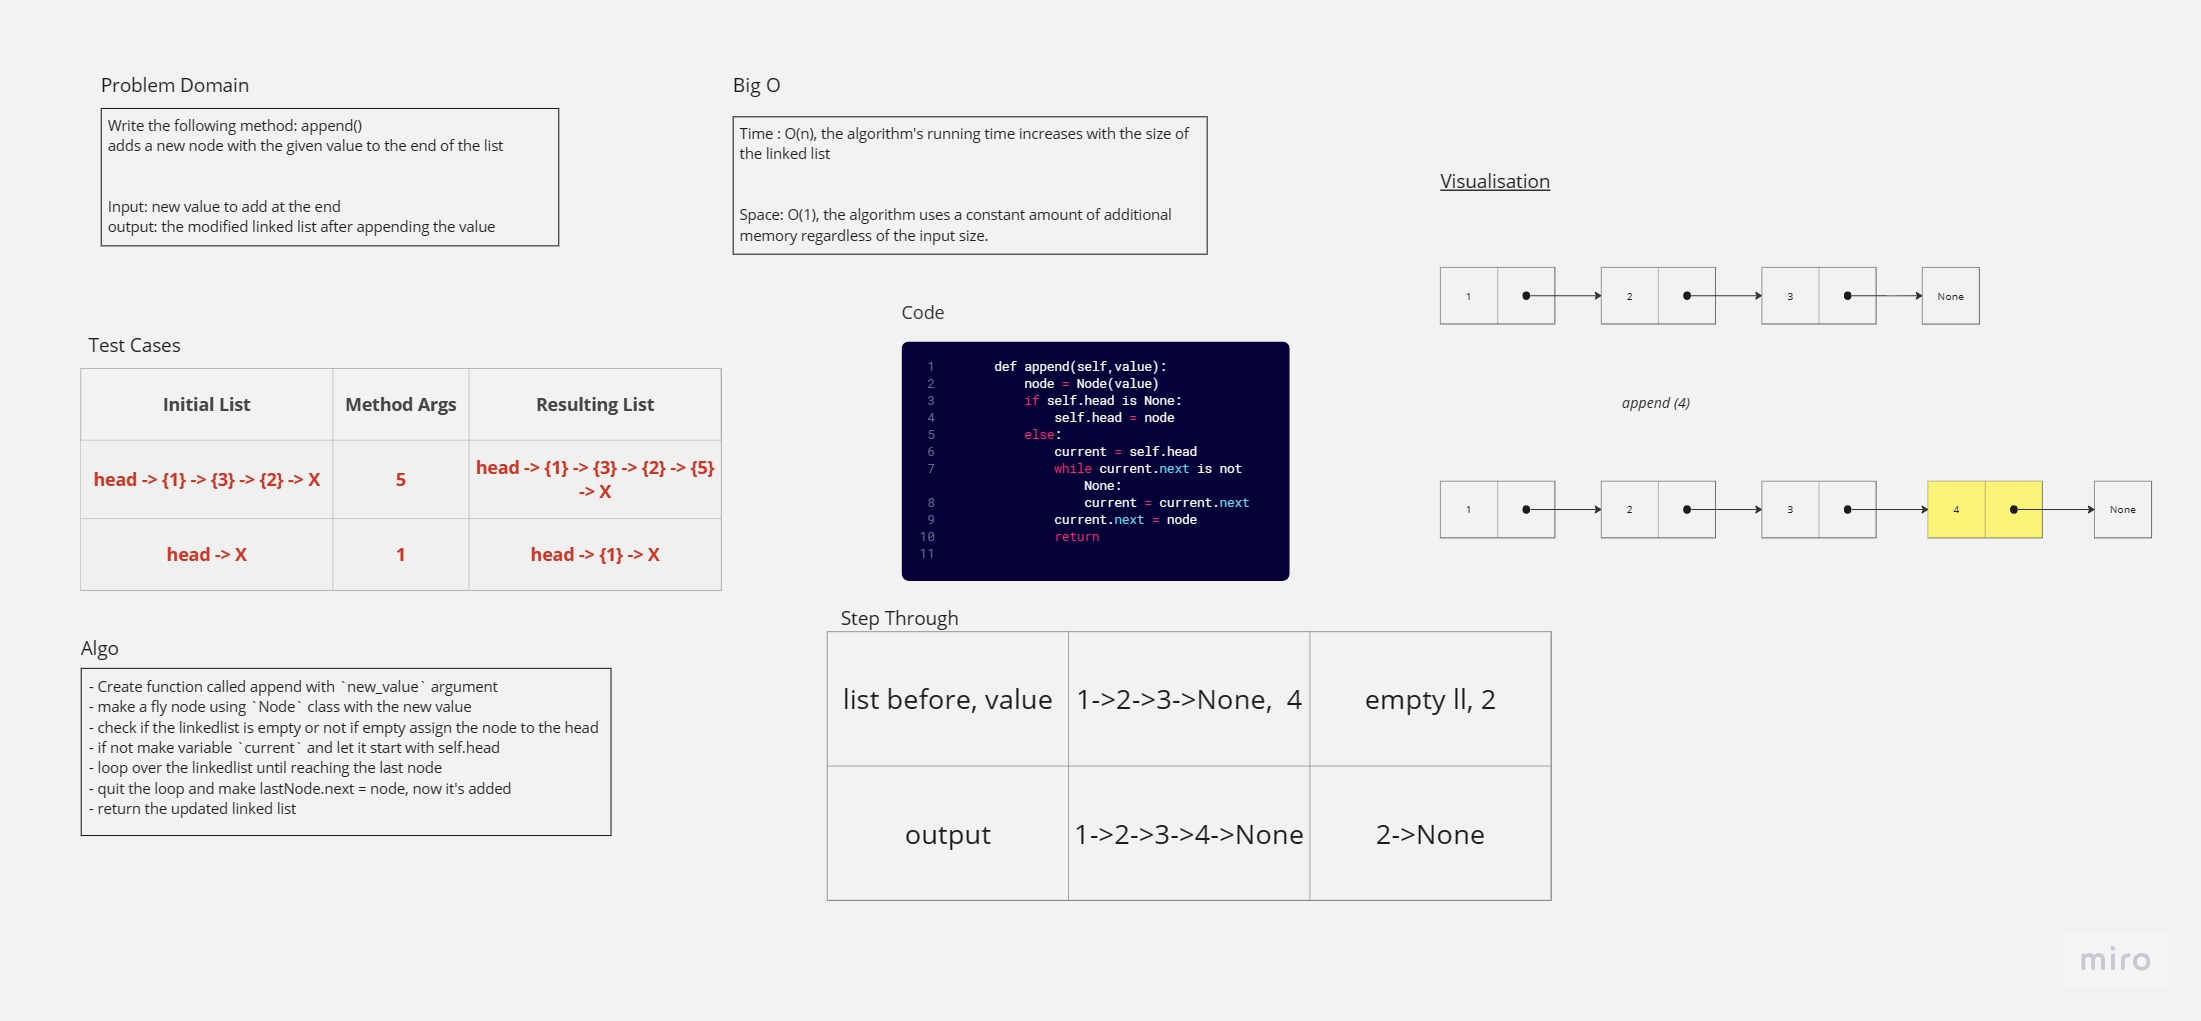 Problem Domain
Write the following method: append()
adds a new node with the given value to the end of the list
Input: new value to add at the end
output: the modified linked list after appending the value
Big O
Time : O(n), the algorithm's running time increases with the size of
the linked list
Space: O(1), the algorithm uses a constant amount of additional
memory regardless of the input size.
Visualisation
1 2 3 None
append (4)
1 2 3 4 None
Test Cases
Initial List Method Args Resulting List
head -> {1} -> {3} -> {2} -> X 5 head -> {1} -> {3} -> {2} -> {5}
-> X
head -> X 1 head -> {1} -> X
Code
1 def append(self,value):
2 node = Node(value)
3 if self.head is None:
4 self.head = node
5 else:
6 current = self.head
7 while current.next is not
None:
8 current = current.next
9 current.next = node
10 return
11
Algo
- Create function called append with `new_value` argument
- make a fly node using `Node` class with the new value
- check if the linkedlist is empty or not if empty assign the node to the head
- if not make variable `current` and let it start with self.head
- loop over the linkedlist until reaching the last node
- quit the loop and make lastNode.next = node, now it's added
- return the updated linked list
Step Through
list before, value 1->2->3->None, 4 empty ll, 2
output 1->2->3->4->None 2->None
miro